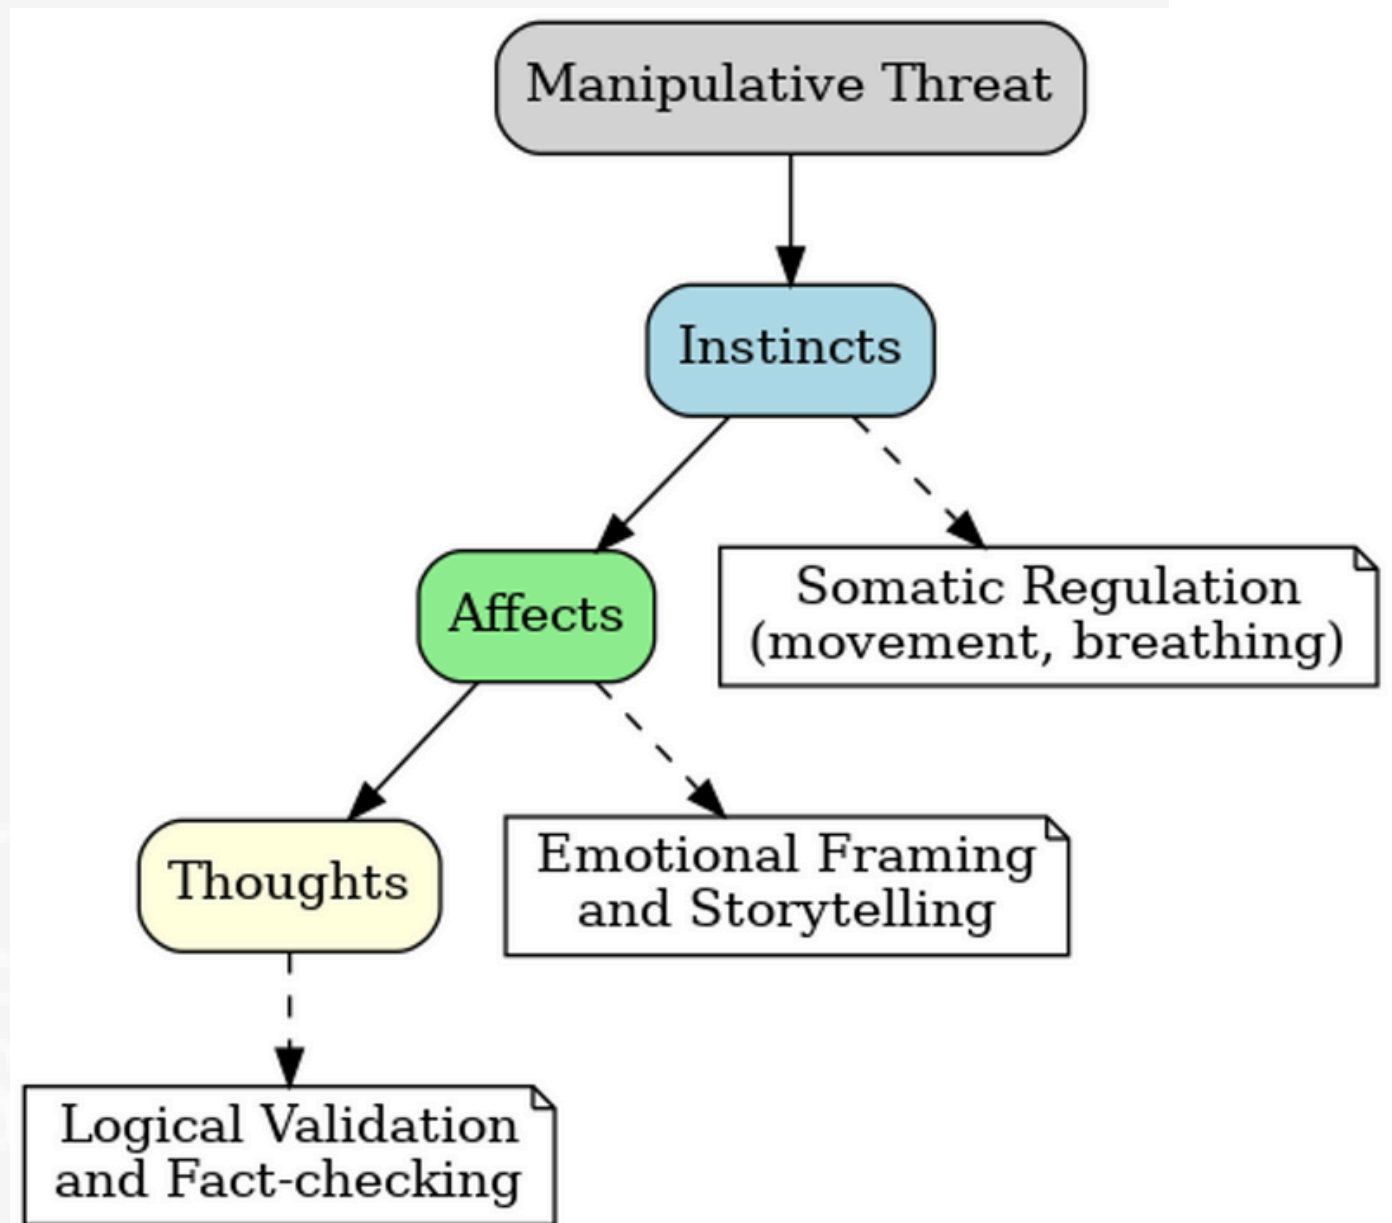 Manipulative Threat
Instincts
Affects
Somatic Regulation
(movement, breathing)
Thoughts
Emotional Framing
and Storytelling
Logical Validation
and Fact-checking